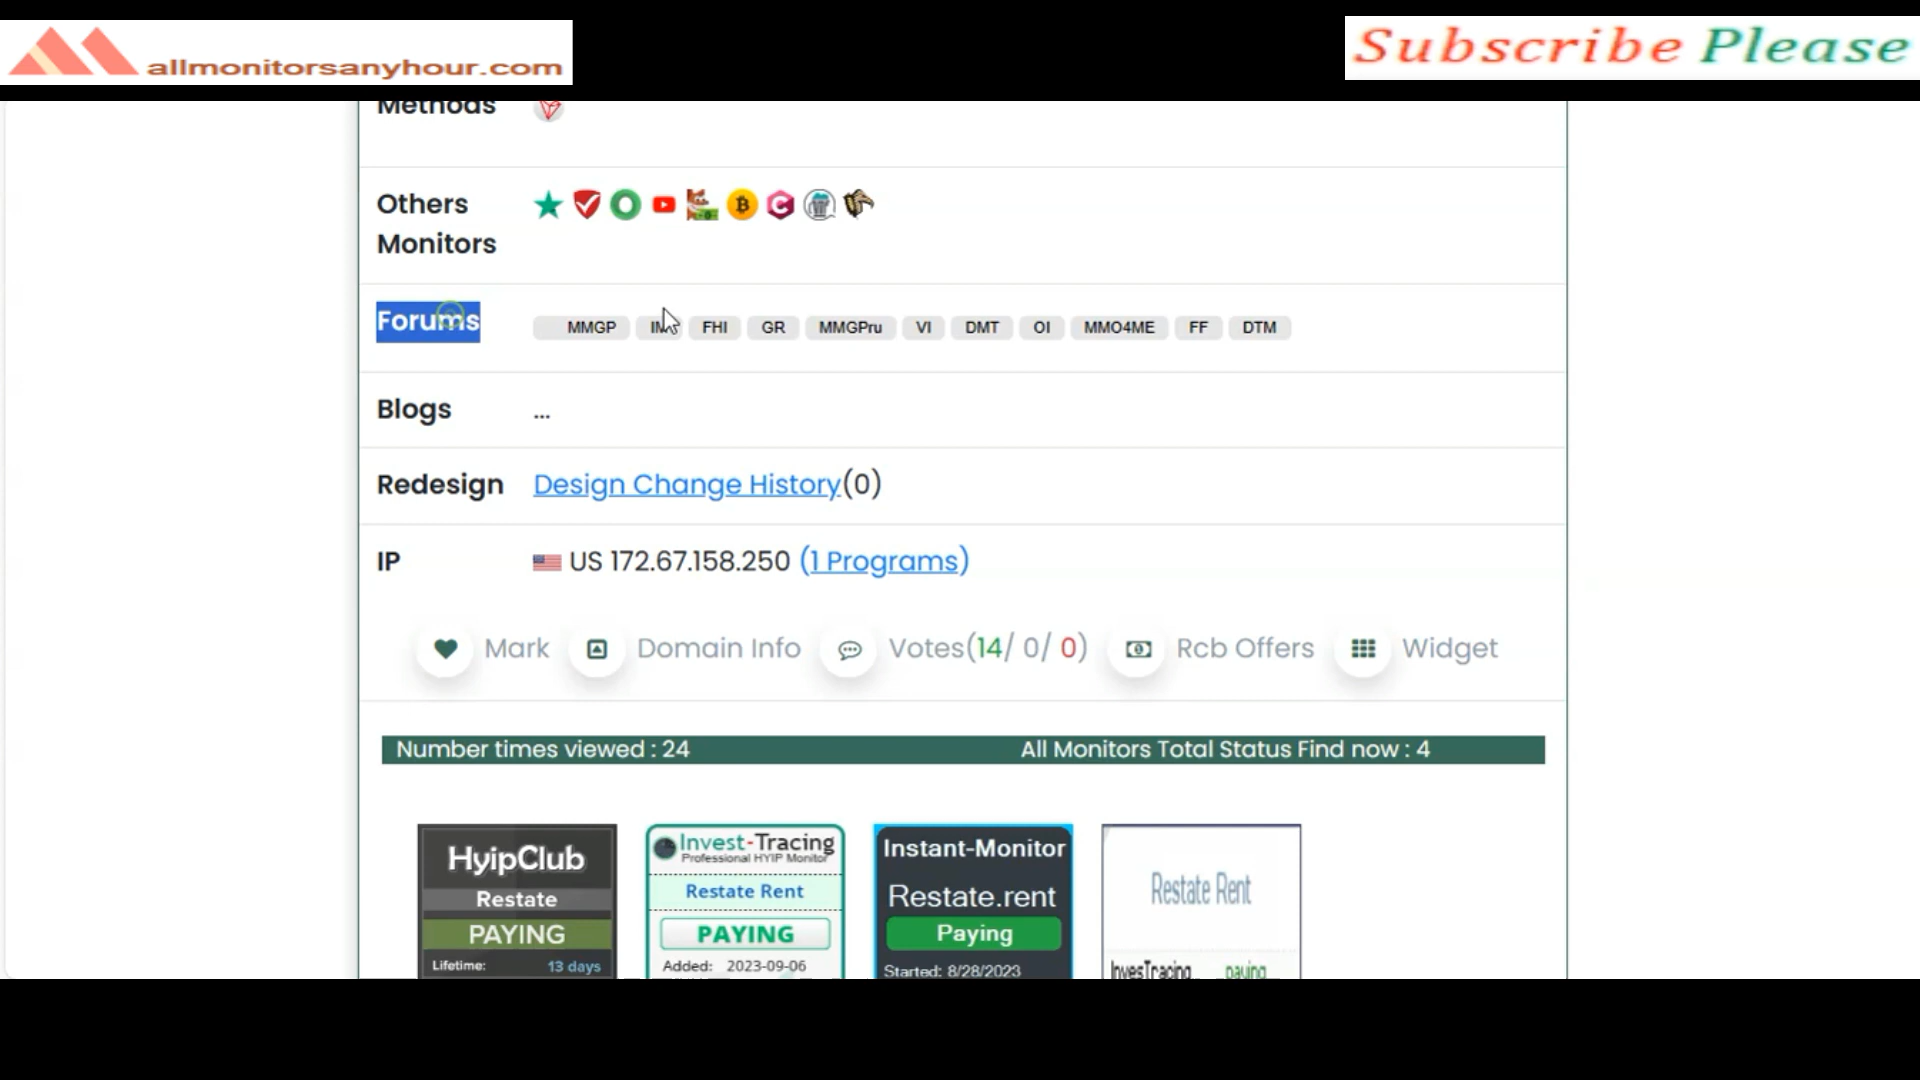 allmonitorsanyhour.com
Subscribe Please
Methods
Others
Monitors
Forums
MMGP
FHI
GR
MMGPru
VI
DMT
OI
MMO4ME
FF
DTM
Blogs
...
Redesign
Design Change History(0)
IP
US 172.67.158.250 (1 Programs)
Mark
Domain Info
Votes(14/ 0/ 0)
Rcb Offers
Widget
Number times viewed : 24
All Monitors Total Status Find now : 4
HyipClub
Restate
PAYING
Lifetime: 13 days
Invest-Tracing
Professional HYIP Monitor
Restate Rent
PAYING
Added: 2023-09-06
Instant-Monitor
Restate.rent
Paying
Started: 8/28/2023
Restate Rent
InvesTracing paying